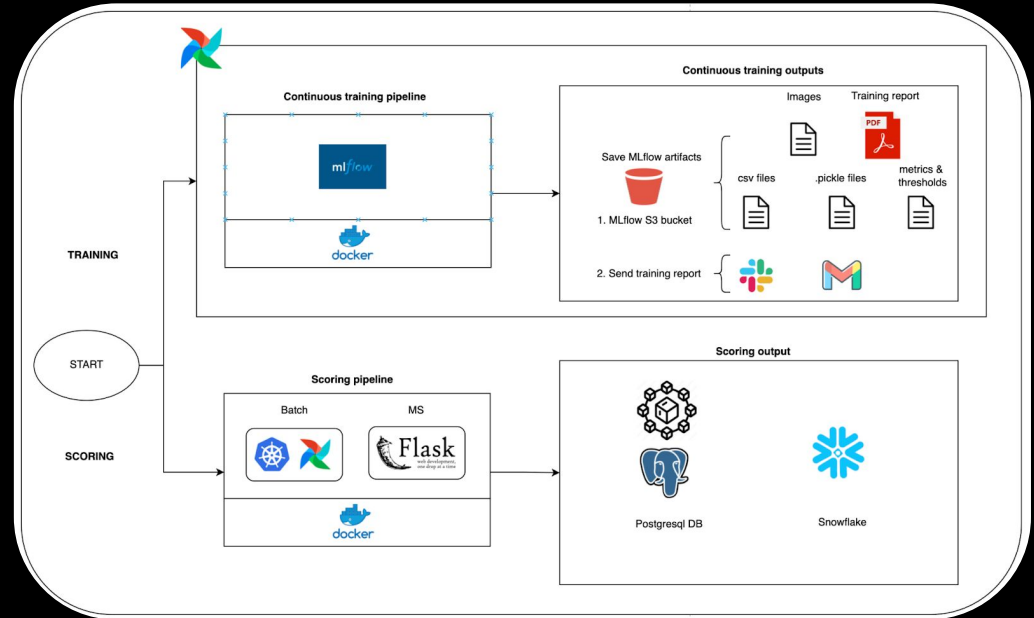 Continuous training outputs
Continuous training pipeline
Images
Training report
PDF
mlflow
Save MLflow artifacts
csv files
.pickle files
metrics &
thresholds
1. MLflow S3 bucket
docker
TRAINING
2. Send training report
START
Scoring output
Scoring pipeline
Batch
MS
Flask
web development,
one drop at a time
SCORING
docker
Postgresql DB
Snowflake